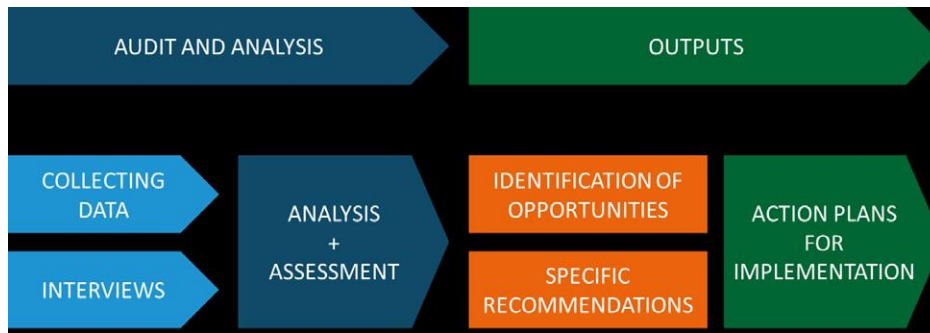 AUDIT AND ANALYSIS
OUTPUTS
COLLECTING
DATA
INTERVIEWS
ANALYSIS
+
ASSESSMENT
IDENTIFICATION OF
OPPORTUNITIES
SPECIFIC
RECOMMENDATIONS
ACTION PLANS
FOR
IMPLEMENTATION